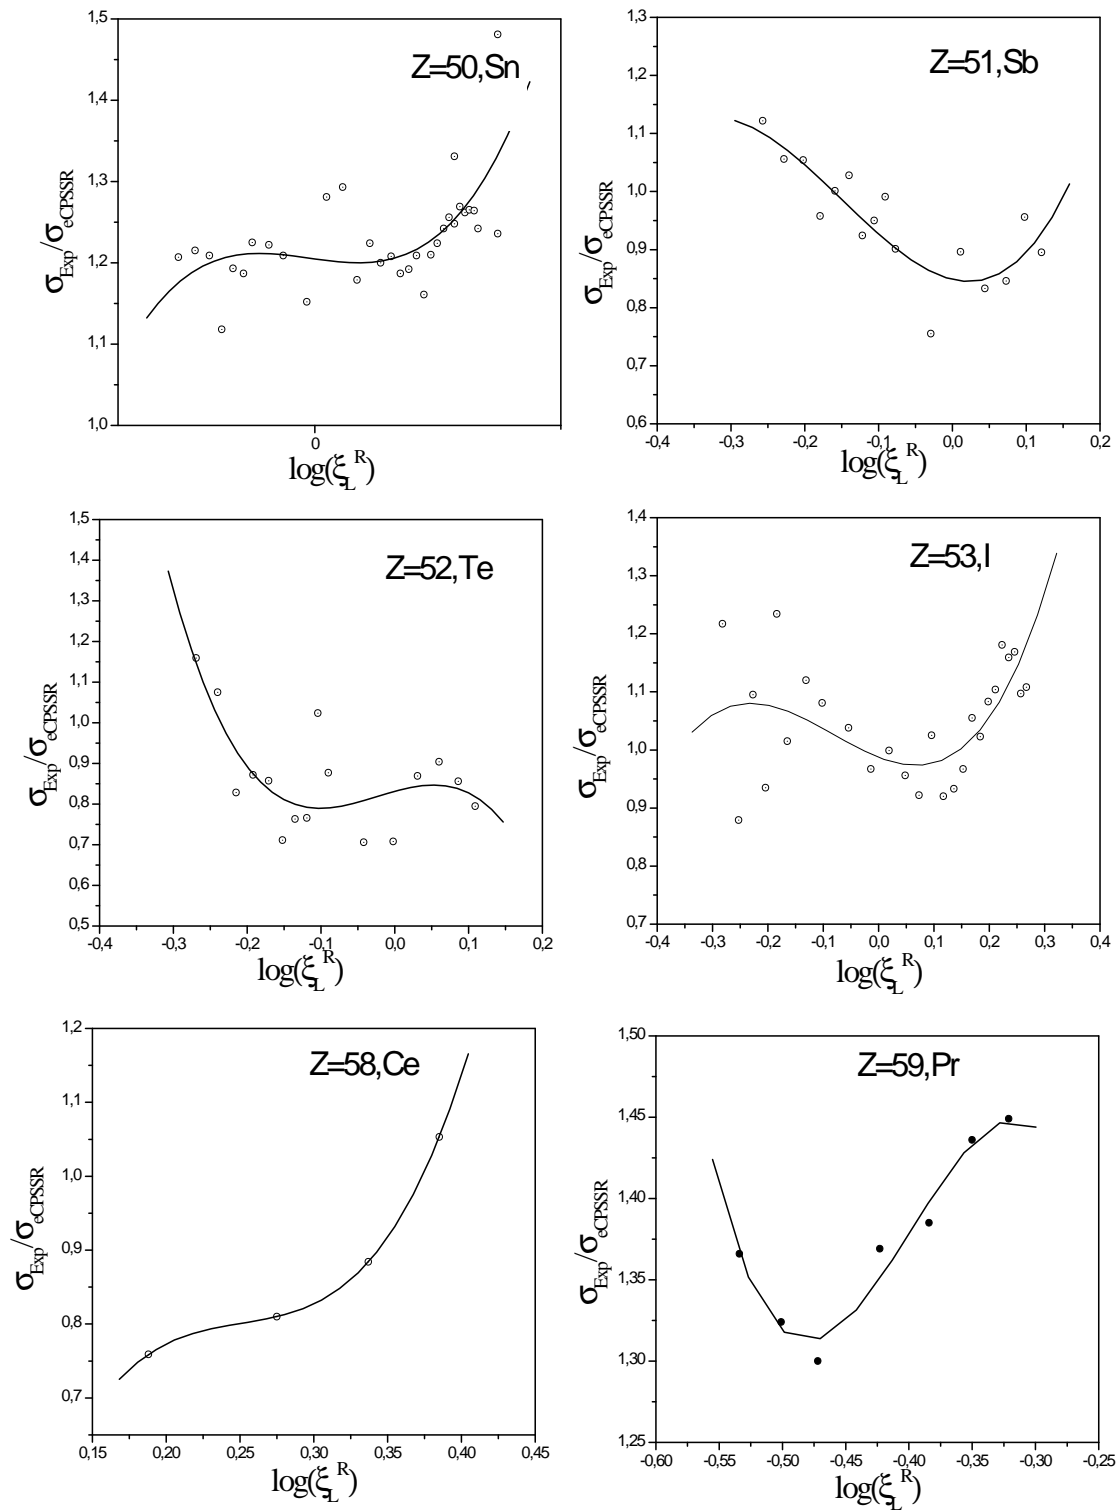 1,5
1,4
1,3
1,2
1,1
1,0
0
Z=50,Sn
σExp/σeCPSSR
log(ξLR)
1,3
1,2
1,1
1,0
0,9
0,8
0,7
0,6
-0,4 -0,3 -0,2 -0,1 0,0 0,1 0,2
Z=51,Sb
σExp/σeCPSSR
log(ξLR)
1,5
1,4
1,3
1,2
1,1
1,0
0,9
0,8
0,7
0,6
0,5
-0,4 -0,3 -0,2 -0,1 0,0 0,1 0,2
Z=52,Te
σExp/σeCPSSR
log(ξLR)
1,4
1,3
1,2
1,1
1,0
0,9
0,8
0,7
-0,4 -0,3 -0,2 -0,1 0,0 0,1 0,2 0,3 0,4
Z=53,I
σExp/σeCPSSR
log(ξLR)
1,2
1,1
1,0
0,9
0,8
0,7
0,15 0,20 0,25 0,30 0,35 0,40 0,45
Z=58,Ce
σExp/σeCPSSR
log(ξLR)
1,50
1,45
1,40
1,35
1,30
1,25
-0,60 -0,55 -0,50 -0,45 -0,40 -0,35 -0,30 -0,25
Z=59,Pr
σExp/σeCPSSR
log(ξLR)